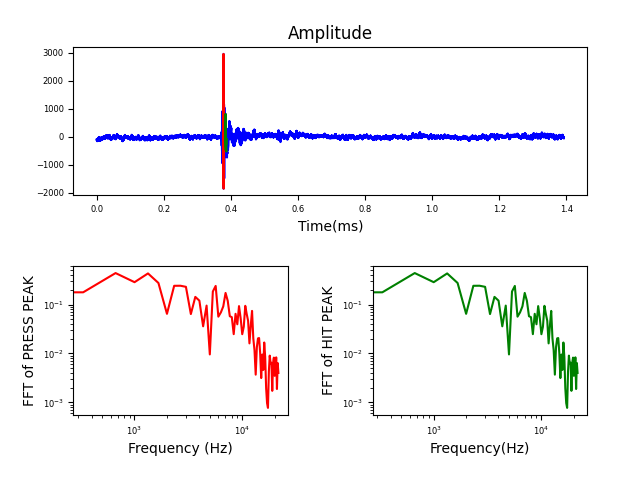 Amplitude
3000
2000
1000
0
−1000
−2000
0.0 0.2 0.4 0.6 0.8 1.0 1.2 1.4
Time(ms)
FFT of PRESS PEAK
10⁻¹
10⁻²
10⁻³
10³ 10⁴
Frequency (Hz)
FFT of HIT PEAK
10⁻¹
10⁻²
10⁻³
10³ 10⁴
Frequency(Hz)